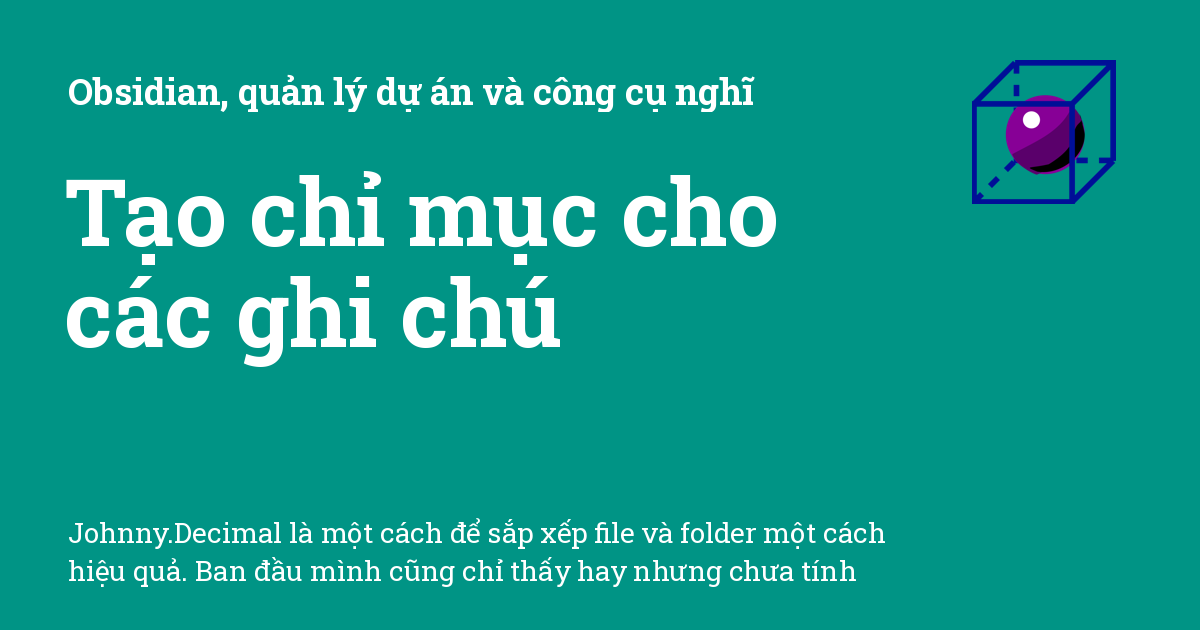 Obsidian, quản lý dự án và công cụ nghĩ
Tạo chỉ mục cho
các ghi chú
Johnny.Decimal là một cách để sắp xếp file và folder một cách
hiệu quả. Ban đầu mình cũng chỉ thấy hay nhưng chưa tính